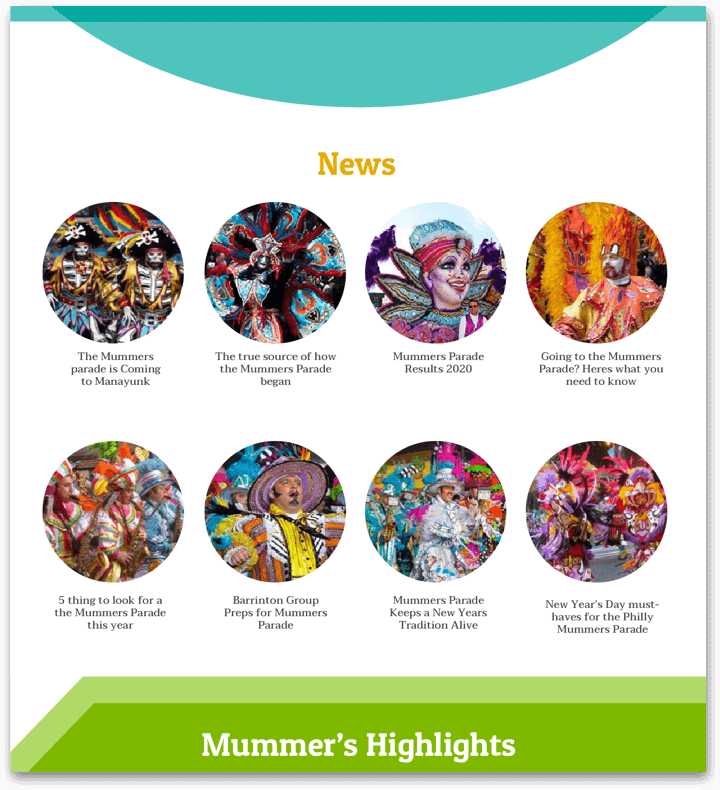 News
The Mummers
parade is Coming
to Manayunk
The true source of how
the Mummers Parade
began
Mummers Parade
Results 2020
Going to the Mummers
Parade? Heres what you
need to know
5 thing to look for a
the Mummers Parade
this year
Barrinton Group
Preps for Mummers
Parade
Mummers Parade
Keeps a New Years
Tradition Alive
New Year's Day must-
haves for the Philly
Mummers Parade
Mummer's Highlights